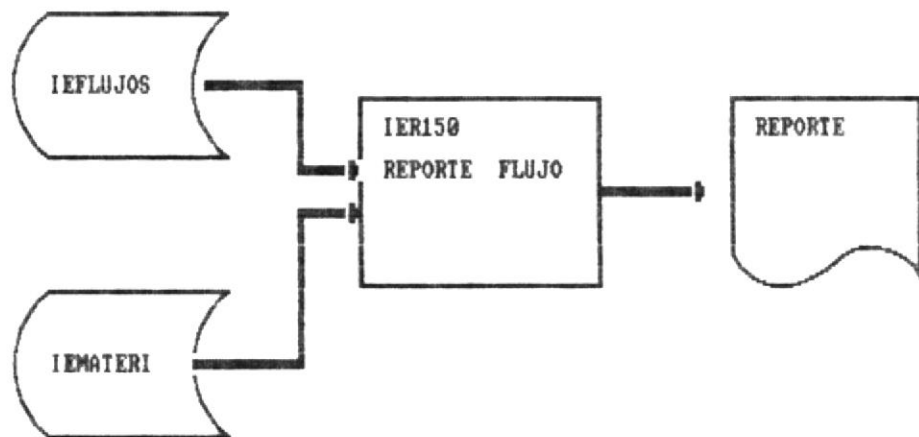 IEFLUJOS
IER150
REPORTE FLUJO
REPORTE
IEMATERI